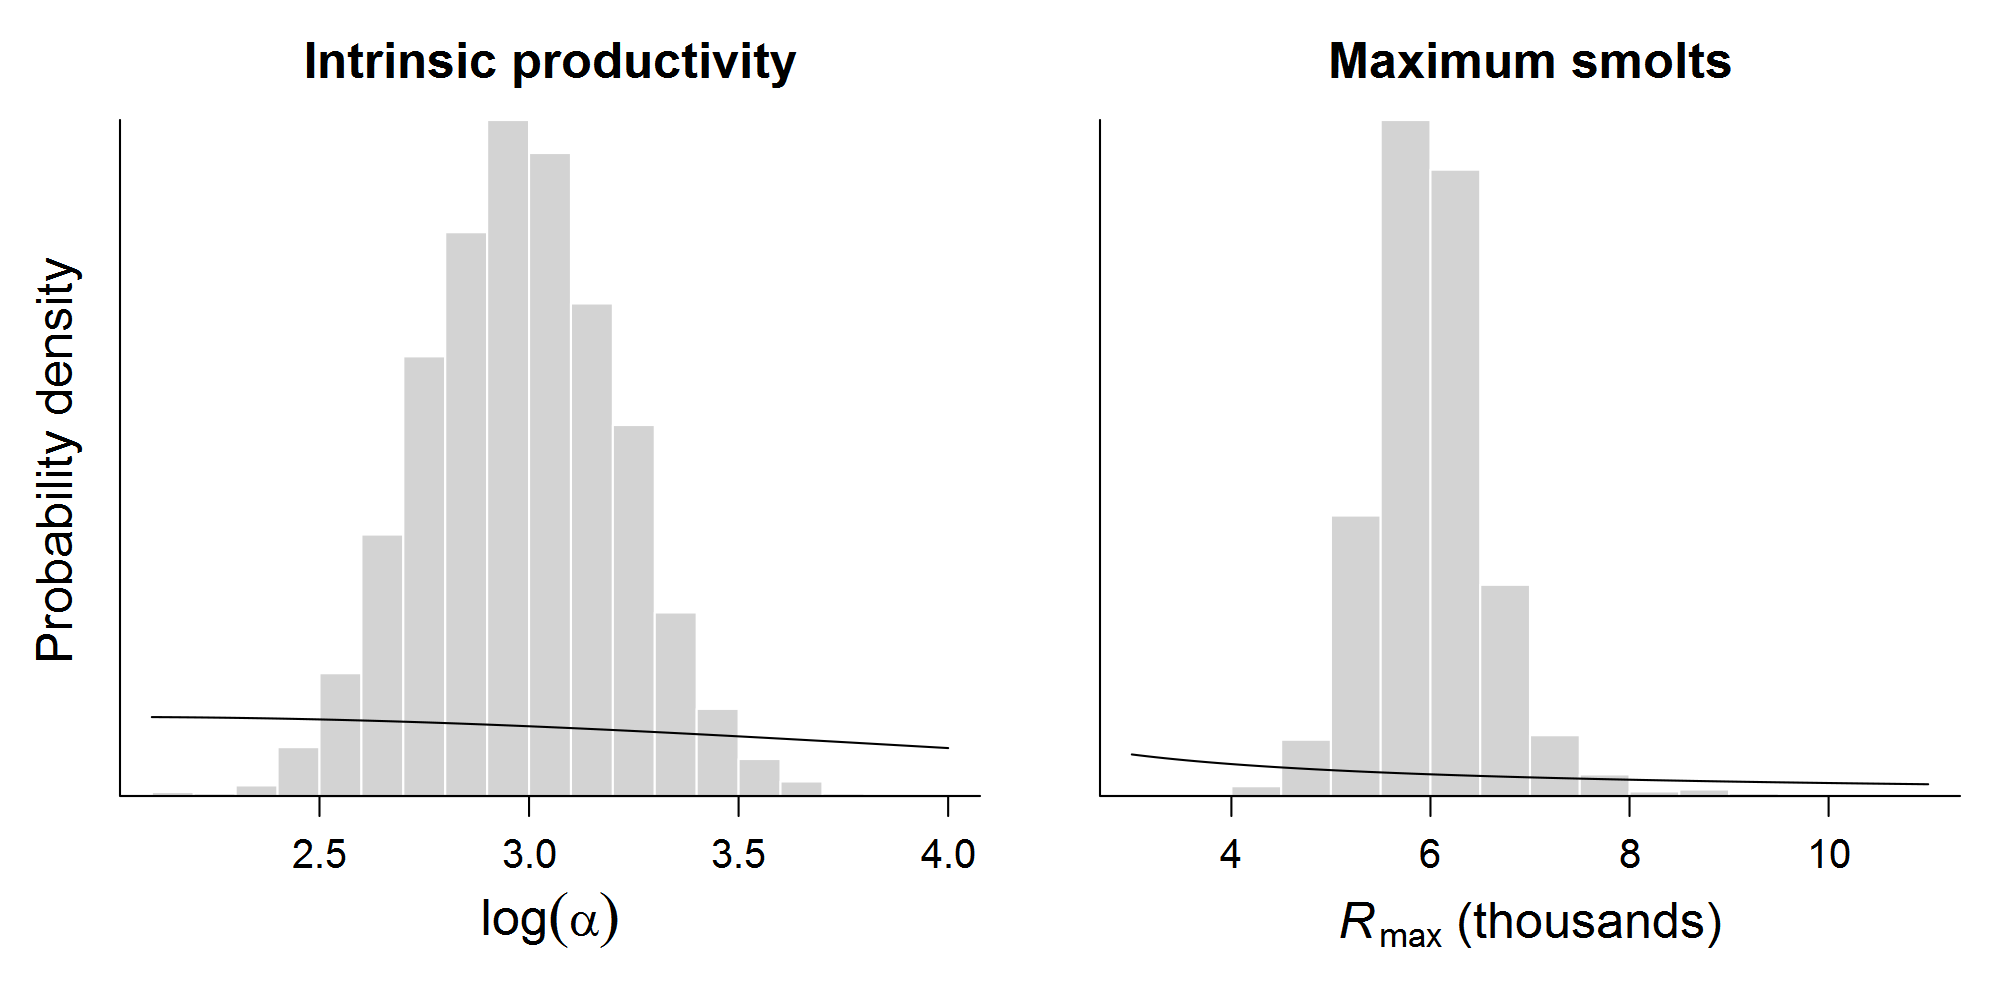 Intrinsic productivity
Probability density
2.5 3.0 3.5 4.0
log(α)
Maximum smolts
4 6 8 10
Rmax (thousands)